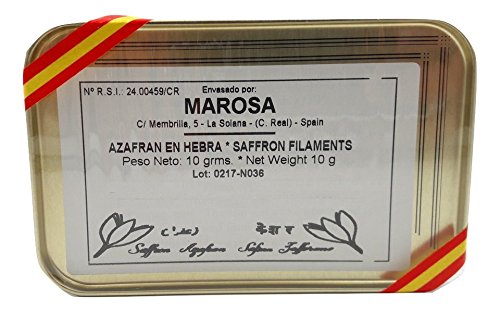 Nº R.S.I.: 24.00459/CR
Envasado por:
MAROSA
C/ Membrilla, 5 - La Solana - (C. Real) - Spain
AZAFRAN EN HEBRA * SAFFRON FILAMENTS
Peso Neto: 10 grms. * Net Weight 10 g
Lot: 0217-N036
Saffron Azafran Safran Zafferano